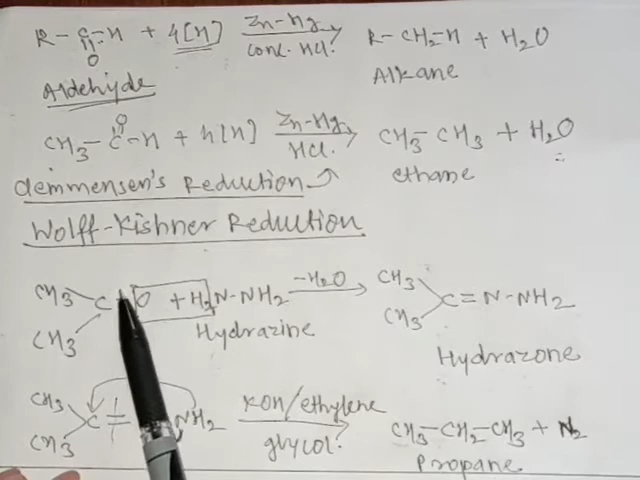 R-C-H + 4[H] Zn-Hg/Conc. HCl. R-CH2-H + H2O
O
Aldehyde Alkane
O
CH3-C-H + 4[H] Zn-Hg/HCl. CH3-CH3 + H2O
Clemmensen's Reduction ethane
Wolff-Kishner Reduction
CH3 C O + H2N-NH2 -H2O CH3 C=N-NH2
CH3 Hydrazine CH3
Hydrazone
CH3 C= NH2 KOH/ethylene glycol. CH3-CH2-CH3 + N2
CH3 Propane